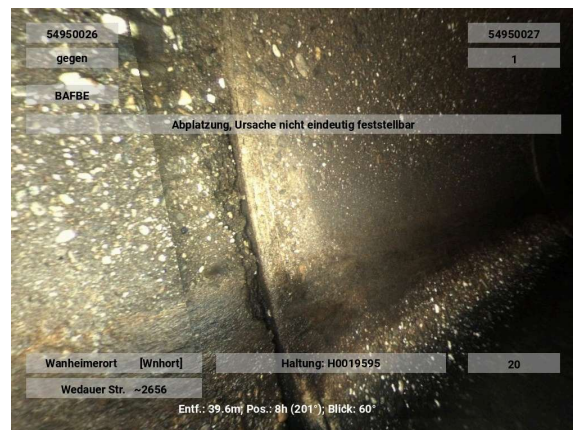 54950026 54950027
gegen 1
BAFBE
Abplatzung, Ursache nicht eindeutig feststellbar
Wanheimerort [Wnhort] Haltung: H0019595 20
Wedauer Str. ~2656
Entf.: 39.6m; Pos.: 8h (201°); Blick: 60°